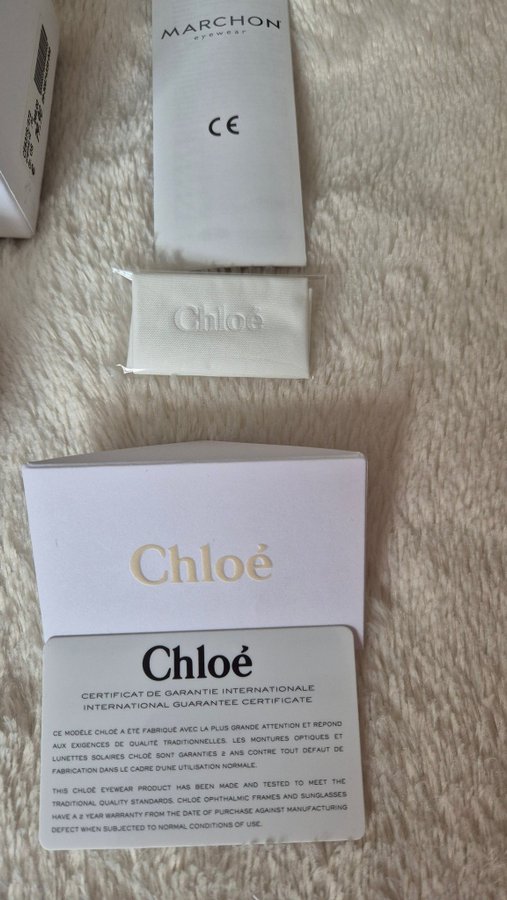 MARCHON
eyewear
CE
Chloé
Chloé
Chloé
CERTIFICAT DE GARANTIE INTERNATIONALE
INTERNATIONAL GUARANTEE CERTIFICATE
CE MODÈLE CHLOÉ A ÉTÉ FABRIQUÉ AVEC LA PLUS GRANDE ATTENTION ET RÉPOND
AUX EXIGENCES DE QUALITÉ TRADITIONNELLES. LES MONTURES OPTIQUES ET
LUNETTES SOLAIRES CHLOÉ SONT GARANTIES 2 ANS CONTRE TOUT DÉFAUT DE
FABRICATION DANS LE CADRE D'UNE UTILISATION NORMALE.
THIS CHLOÉ EYEWEAR PRODUCT HAS BEEN MADE AND TESTED TO MEET THE
TRADITIONAL QUALITY STANDARDS. CHLOÉ OPHTHALMIC FRAMES AND SUNGLASSES
HAVE A 2 YEAR WARRANTY FROM THE DATE OF PURCHASE AGAINST MANUFACTURING
DEFECT WHEN SUBJECTED TO NORMAL CONDITIONS OF USE.